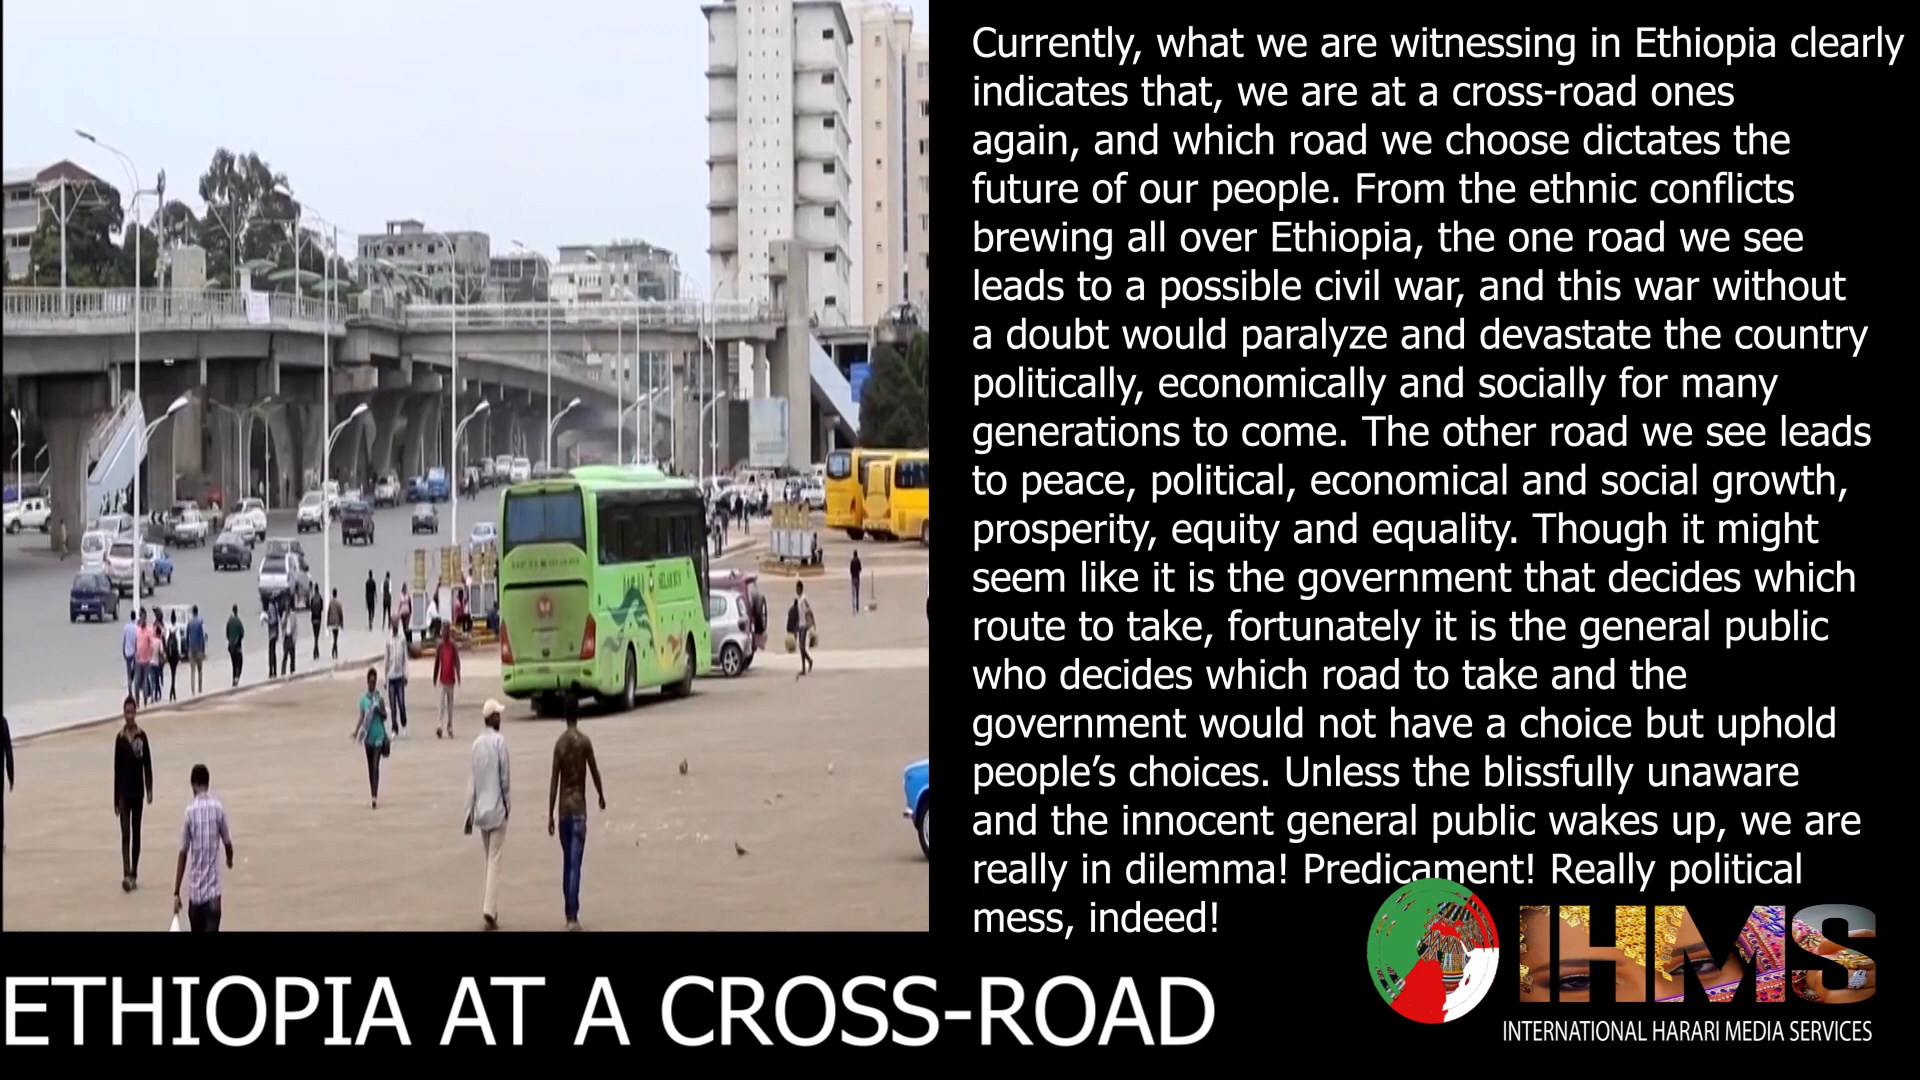 Currently, what we are witnessing in Ethiopia clearly
indicates that, we are at a cross-road ones
again, and which road we choose dictates the
future of our people. From the ethnic conflicts
brewing all over Ethiopia, the one road we see
leads to a possible civil war, and this war without
a doubt would paralyze and devastate the country
politically, economically and socially for many
generations to come. The other road we see leads
to peace, political, economical and social growth,
prosperity, equity and equality. Though it might
seem like it is the government that decides which
route to take, fortunately it is the general public
who decides which road to take and the
government would not have a choice but uphold
people’s choices. Unless the blissfully unaware
and the innocent general public wakes up, we are
really in dilemma! Predicament! Really political
mess, indeed!
IHMS
INTERNATIONAL HARARI MEDIA SERVICES
ETHIOPIA AT A CROSS-ROAD